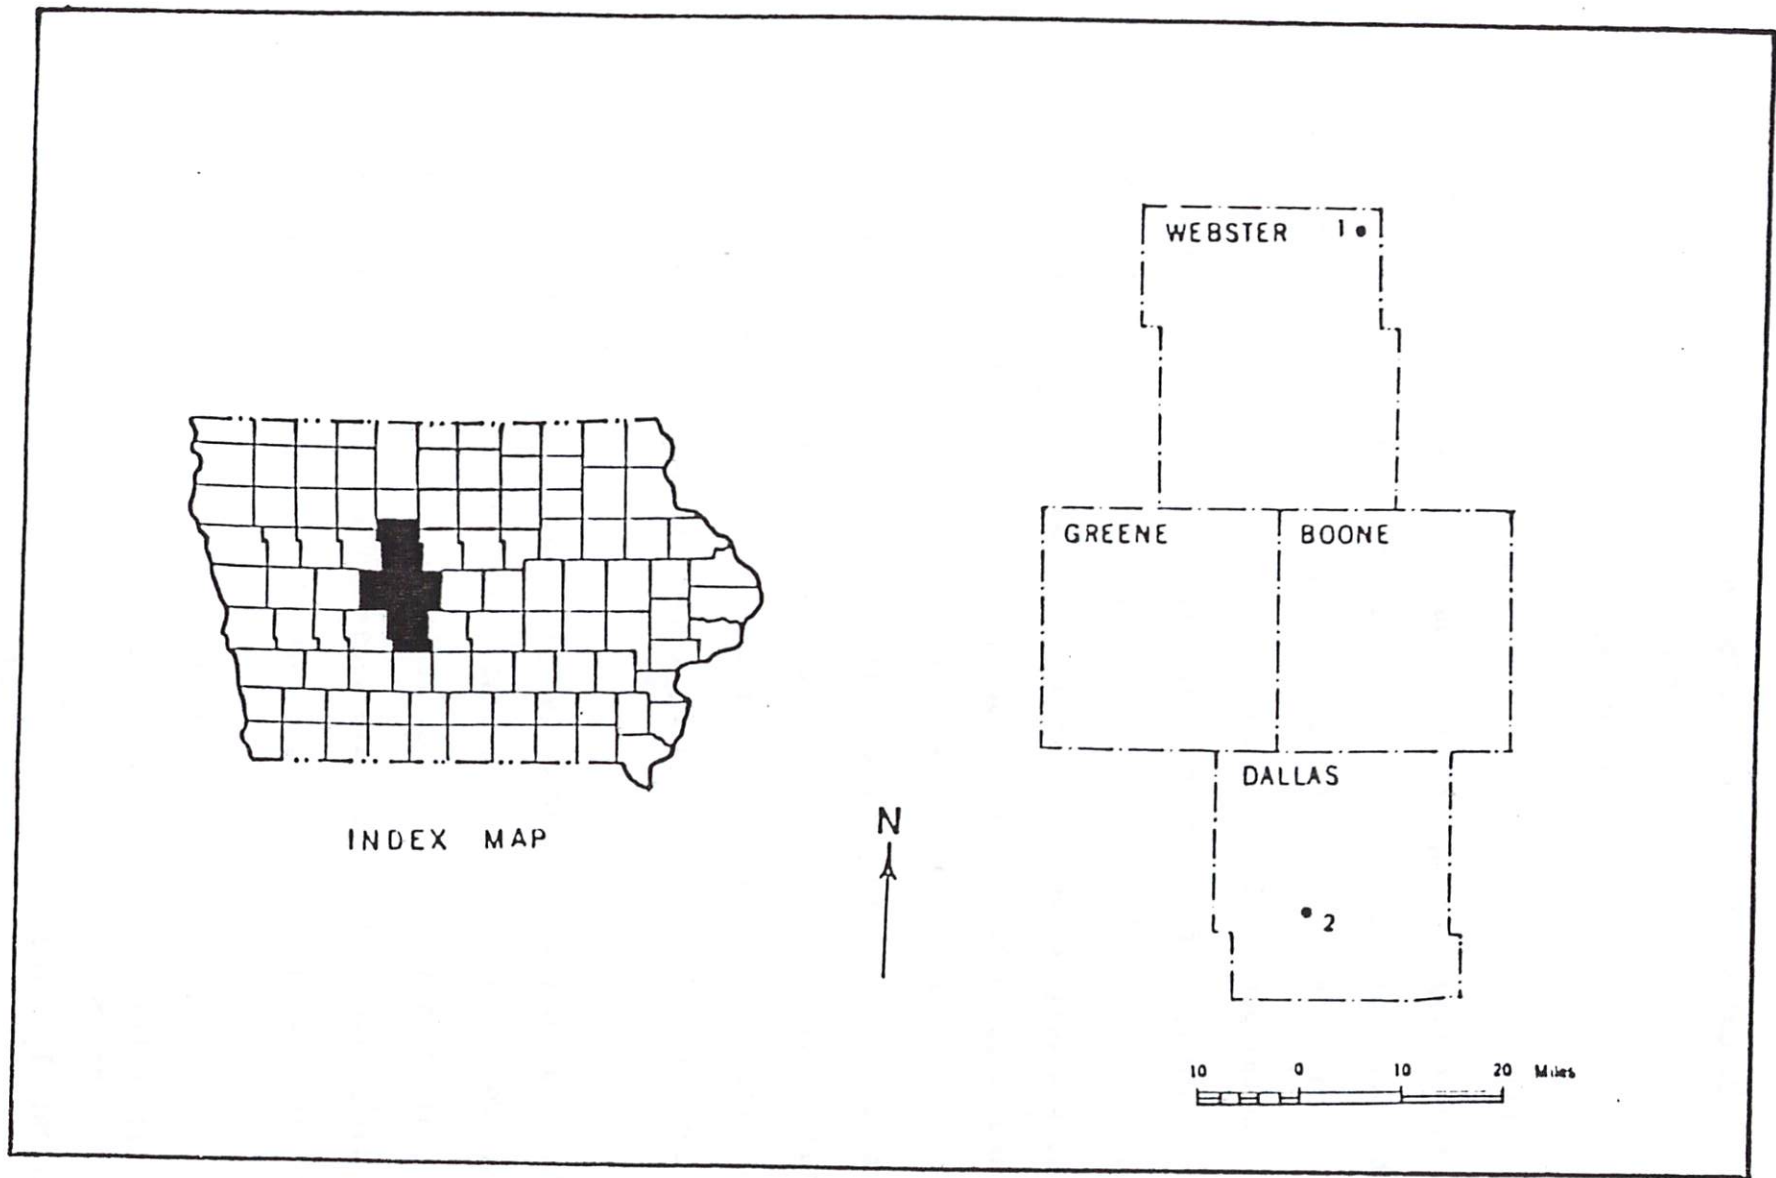 WEBSTER 1
GREENE
BOONE
DALLAS
2
INDEX MAP
N
10 0 10 20 Miles